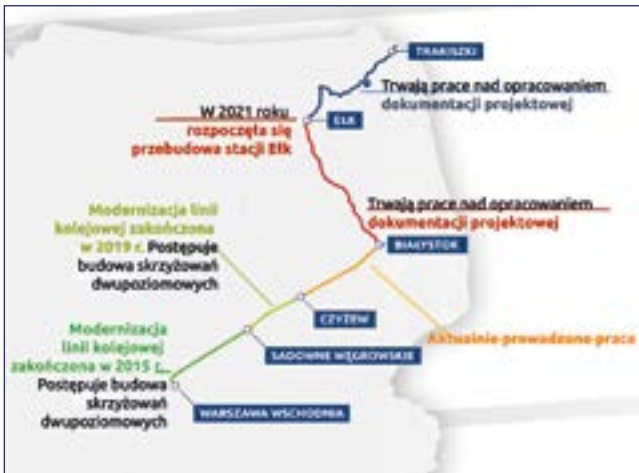 TRAKISZKI
Trwają prace nad opracowaniem
dokumentacji projektowej
W 2021 roku
rozpoczęła się
przebudowa stacji Ełk
EŁK
Trwają prace nad opracowaniem
dokumentacji projektowej
BIAŁYSTOK
Modernizacja linii
kolejowej zakończona
w 2019 r. Postępuje
budowa skrzyżowań
dwupoziomowych
CZYŻEW
Aktualnie prowadzone prace
SADOWNE WĘGROWSKIE
Modernizacja
linii kolejowej
zakończona w 2015 r.
Postępuje budowa
skrzyżowań
dwupoziomowych
WARSZAWA WSCHODNIA